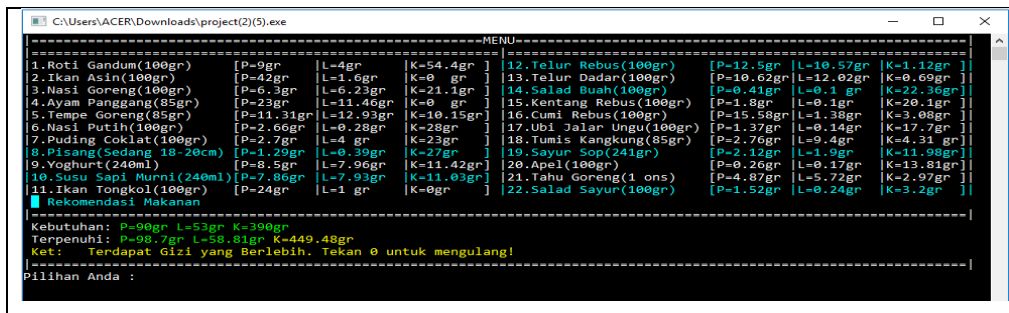 C:\Users\ACER\Downloads\project(2)(5).exe
|==========================================================MENU========================================================|
|==========================================================|===========================================================|
1.Roti Gandum(100gr) [P=9gr |L=4gr |K=54.4gr ] |12.Telur Rebus(100gr) [P=12.5gr |L=10.57gr |K=1.12gr ]|
2.Ikan Asin(100gr) [P=42gr |L=1.6gr |K=0 gr ] |13.Telur Dadar(100gr) [P=10.62gr|L=12.02gr |K=0.69gr ]|
3.Nasi Goreng(100gr) [P=6.3gr |L=6.23gr |K=21.1gr ] |14.Salad Buah(100gr) [P=0.41gr |L=0.1 gr |K=22.36gr]|
4.Ayam Panggang(85gr) [P=23gr |L=11.46gr |K=0 gr ] |15.Kentang Rebus(100gr) [P=1.8gr |L=0.1gr |K=20.1gr ]|
5.Tempe Goreng(85gr) [P=11.31gr|L=12.93gr |K=10.15gr] |16.Cumi Rebus(100gr) [P=15.58gr|L=1.38gr |K=3.08gr ]|
6.Nasi Putih(100gr) [P=2.66gr |L=0.28gr |K=28gr ] |17.Ubi Jalar Ungu(100gr) [P=1.37gr |L=0.14gr |K=17.7gr ]|
7.Puding Coklat(100gr) [P=2.7gr |L=4 gr |K=23gr ] |18.Tumis Kangkung(85gr) [P=2.76gr |L=9.4gr |K=4.31 gr]|
8.Pisang(Sedang 18-20cm) [P=1.29gr |L=0.39gr |K=27gr ] |19.Sayur Sop(241gr) [P=2.12gr |L=1.9gr |K=11.98gr]|
9.Yoghurt(240ml) [P=8.5gr |L=7.96gr |K=11.42gr] |20.Apel(100gr) [P=0.26gr |L=0.17gr |K=13.81gr]|
10.Susu Sapi Murni(240ml)[P=7.86gr |L=7.93gr |K=11.03gr] |21.Tahu Goreng(1 ons) [P=4.87gr |L=5.72gr |K=2.97gr ]|
11.Ikan Tongkol(100gr) [P=24gr |L=1 gr |K=0gr ] |22.Salad Sayur(100gr) [P=1.52gr |L=0.24gr |K=3.2gr ]|
Rekomendasi Makanan
|======================================================================================================================|
Kebutuhan: P=90gr L=53gr K=390gr
Terpenuhi: P=98.7gr L=58.81gr K=449.48gr
Ket: Terdapat Gizi yang Berlebih. Tekan 0 untuk mengulang!
|======================================================================================================================|
Pilihan Anda :